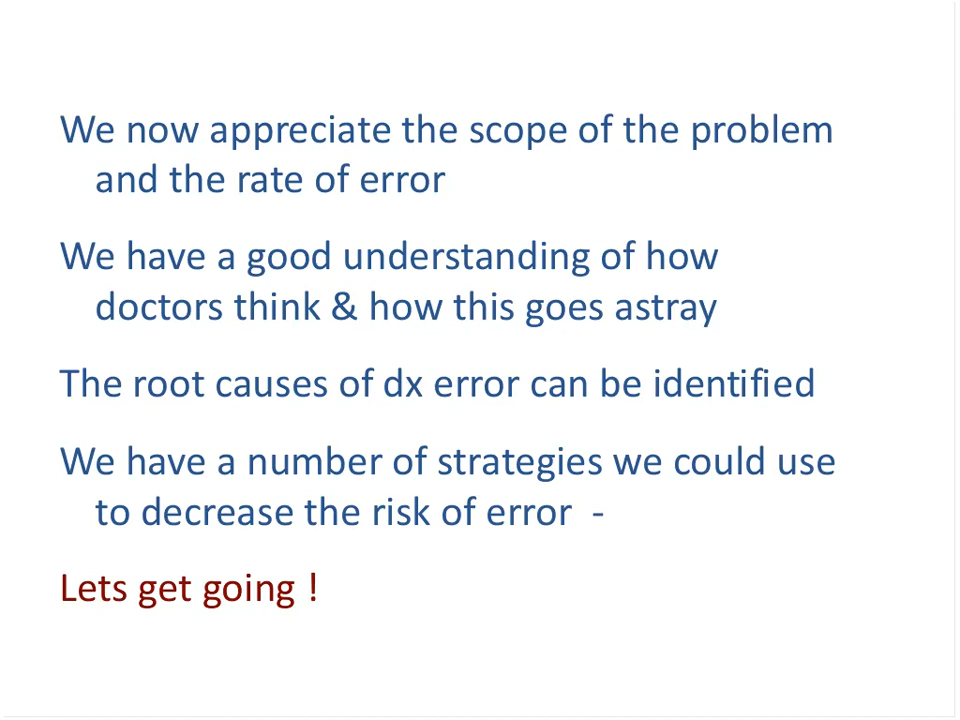 We now appreciate the scope of the problem
and the rate of error
We have a good understanding of how
doctors think & how this goes astray
The root causes of dx error can be identified
We have a number of strategies we could use
to decrease the risk of error -
Lets get going !